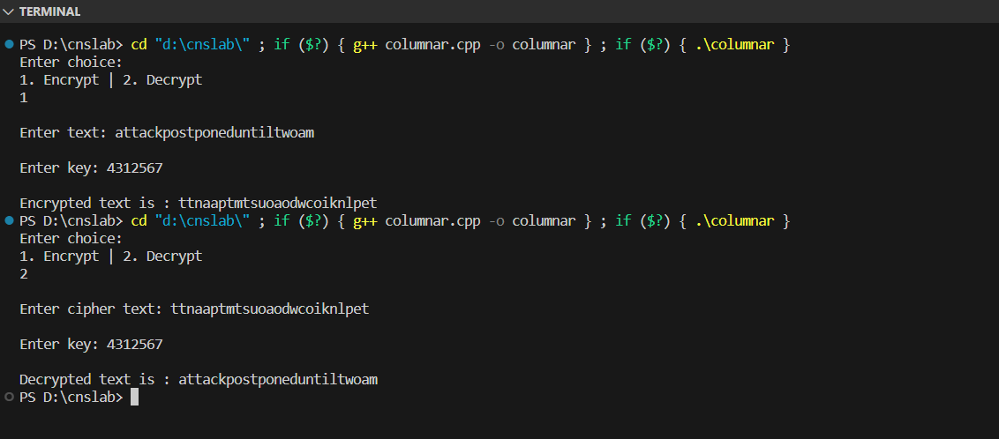 TERMINAL
PS D:\cnslab> cd "d:\cnslab\" ; if ($?) { g++ columnar.cpp -o columnar } ; if ($?) { .\columnar }
Enter choice:
1. Encrypt | 2. Decrypt
1
Enter text: attackpostponeduntiltwoam
Enter key: 4312567
Encrypted text is : ttnaaptmtsuoaodwcoiknlpet
PS D:\cnslab> cd "d:\cnslab\" ; if ($?) { g++ columnar.cpp -o columnar } ; if ($?) { .\columnar }
Enter choice:
1. Encrypt | 2. Decrypt
2
Enter cipher text: ttnaaptmtsuoaodwcoiknlpet
Enter key: 4312567
Decrypted text is : attackpostponeduntiltwoam
PS D:\cnslab>